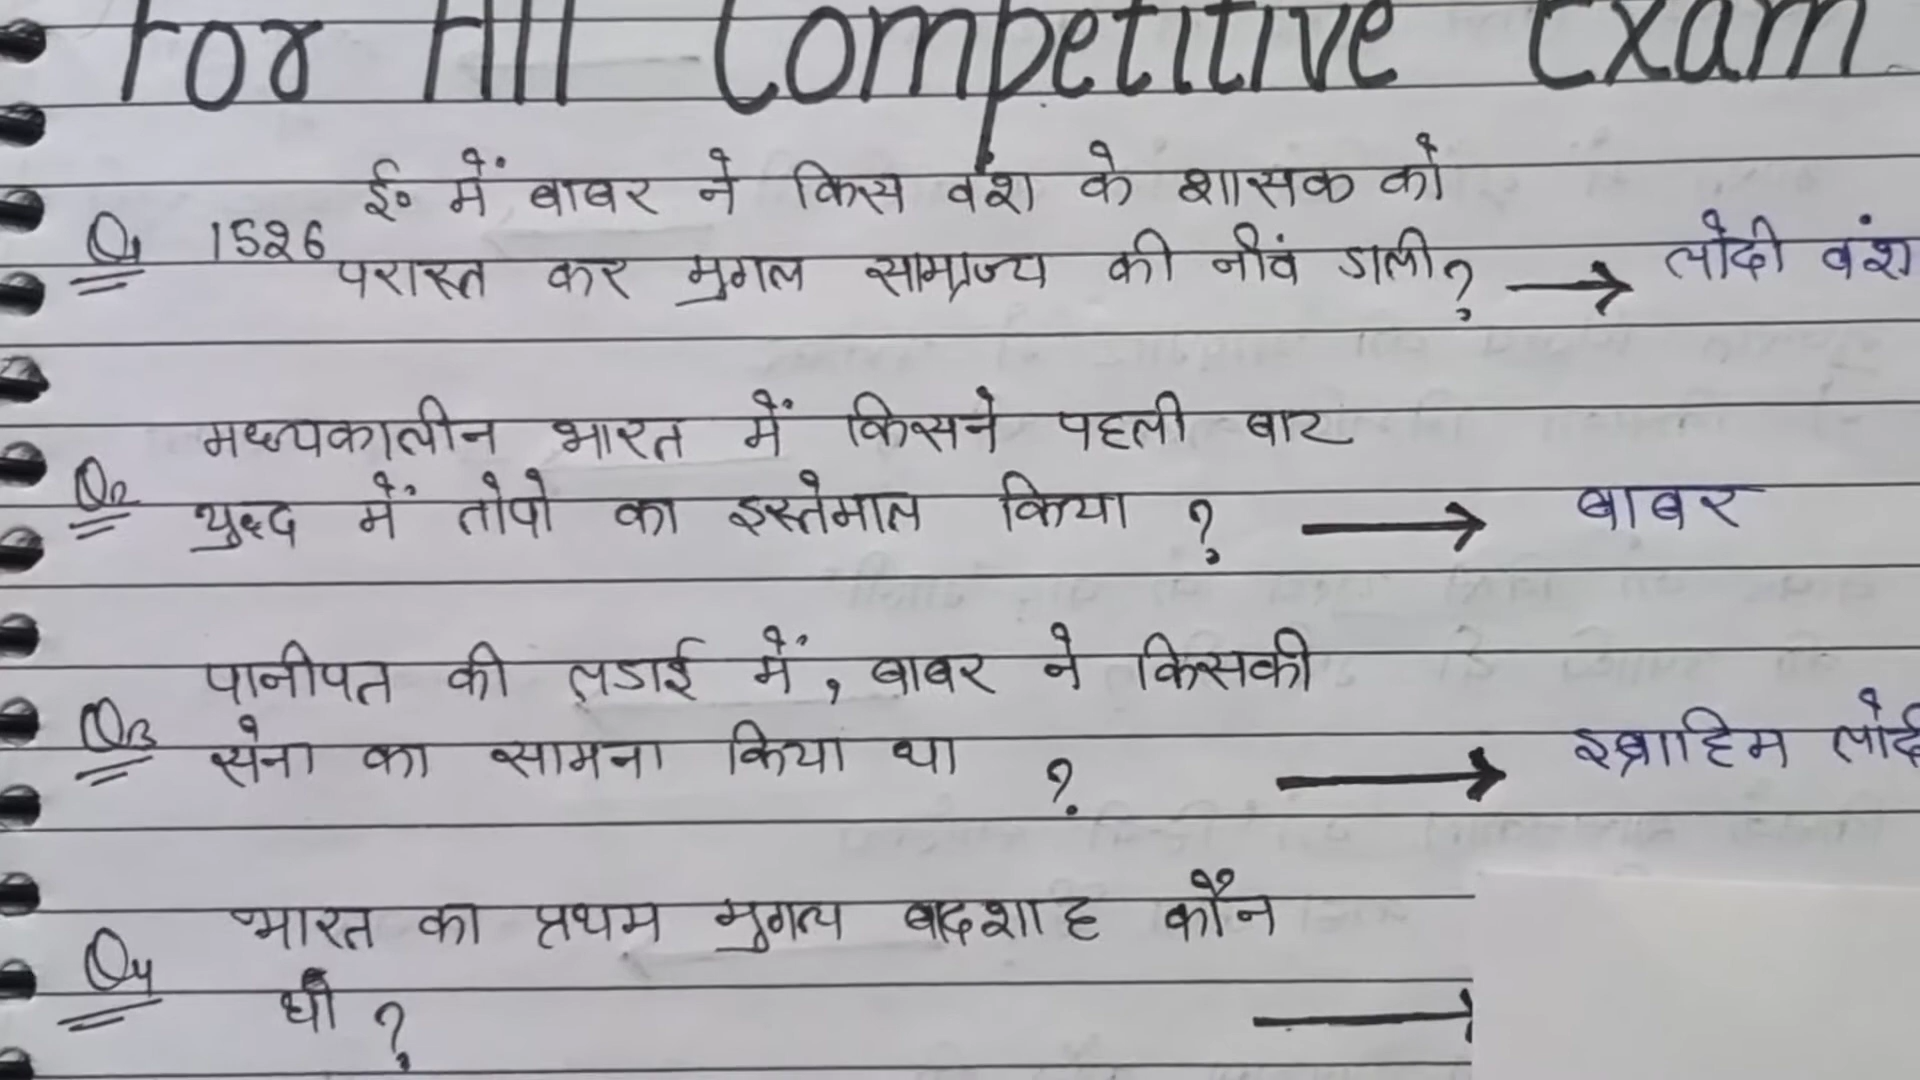 For All Competitive Exam
ई० में बाबर ने किस वंश के शासक को
Q1 1526 परास्त कर मुगल साम्राज्य की नीवं डाली? → लोदी वंश
मध्यकालीन भारत में किसने पहली बार
Q2 युद्ध में तोपो का इस्तेमाल किया ? → बाबर
पानीपत की लडाई में, बाबर ने किसकी
Q3 सेना का सामना किया था ? → इब्राहिम लोदी
भारत का प्रथम मुगल बादशाह कौन
Q4 थी ? →